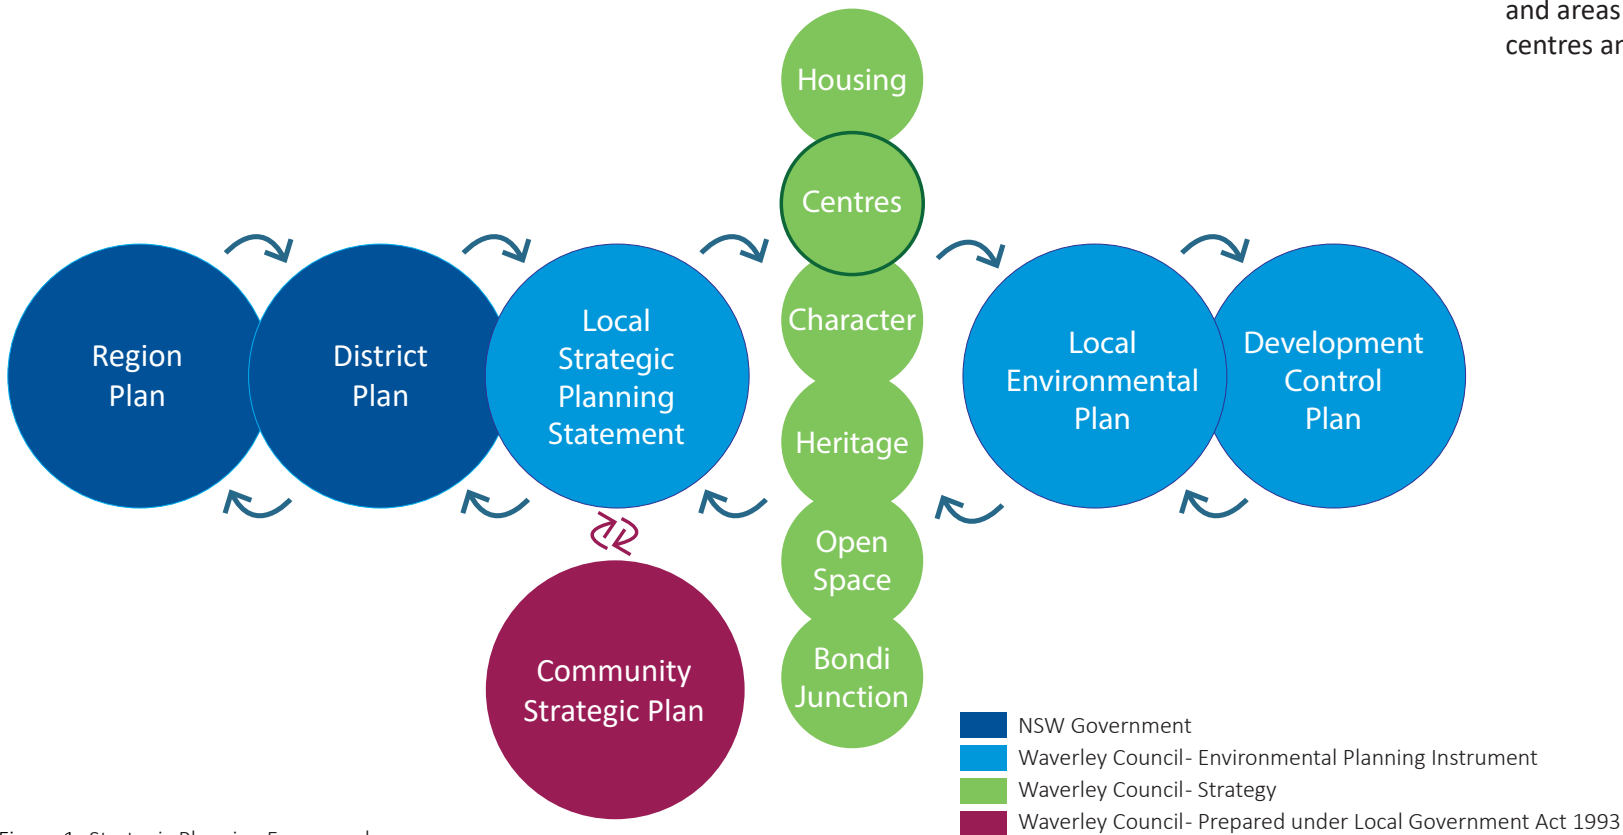 and areas
centres
Housing
Centres
Character
Heritage
Open
Space
Bondi
Junction
Region
Plan
District
Plan
Local
Strategic
Planning
Statement
Local
Environmental
Plan
Development
Control
Plan
Community
Strategic Plan
NSW Government
Waverley Council- Environmental Planning Instrument
Waverley Council- Strategy
Waverley Council- Prepared under Local Government Act 1993